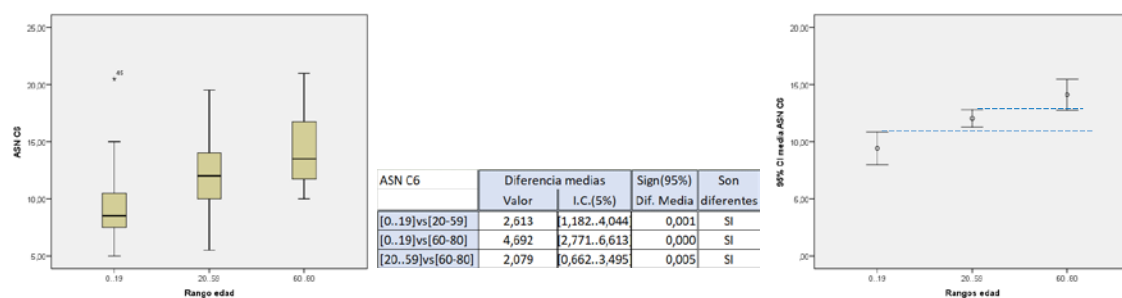 25,00
20,00
15,00
10,00
5,00
ASN C6
0..19
20..59
60..80
Rango edad
ASN C6 Diferencia medias Sign(95%) Son
Valor I.C.(5%) Dif. Media diferentes
[0..19]vs[20-59] 2,613 [1,182..4,044] 0,001 SI
[0..19]vs[60-80] 4,692 [2,771..6,613] 0,000 SI
[20..59]vs[60-80] 2,079 [0,662..3,495] 0,005 SI
20,00
15,00
10,00
5,00
,00
95% CI media ASN C6
0..19
20..59
60..80
Rangos edad